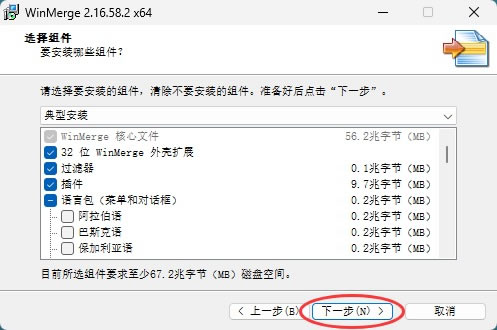 WinMerge 2.16.58.2 x64
选择组件
要安装哪些组件?
请选择要安装的组件，清除不要安装的组件。准备好后点击“下一步”。
典型安装
WinMerge 核心文件 56.2兆字节（MB）
32 位 WinMerge 外壳扩展
过滤器 0.1兆字节（MB）
插件 9.7兆字节（MB）
语言包（菜单和对话框） 0.2兆字节（MB）
阿拉伯语 0.2兆字节（MB）
巴斯克语 0.2兆字节（MB）
保加利亚语 0.2兆字节（MB）
目前所选组件要求至少67.2兆字节（MB）磁盘空间。
< 上一步(B) 下一步(N) > 取消